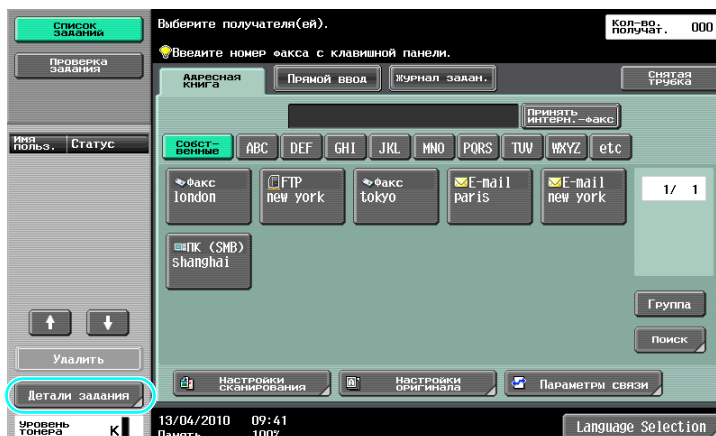 Список
заданий
Проверка
задания
Имя
польз.
Статус
Удалить
Детали задания
Уровень
тонера
K
Выберите получателя(ей).
Кол-во.
получат.
000
Введите номер факса с клавишной панели.
Адресная
книга
Прямой ввод
Журнал задан.
Снятая
трубка
Принять
интерн.-факс
Собст-
венные
ABC
DEF
GHI
JKL
MNO
PQRS
TUV
WXYZ
etc
Факс
london
FTP
new york
Факс
tokyo
E-mail
paris
E-mail
new york
1/ 1
ПК (SMB)
shanghai
Группа
Поиск
Настройки
сканирования
Настройки
оригинала
Параметры связи
13/04/2010 09:41
Память 100%
Language Selection